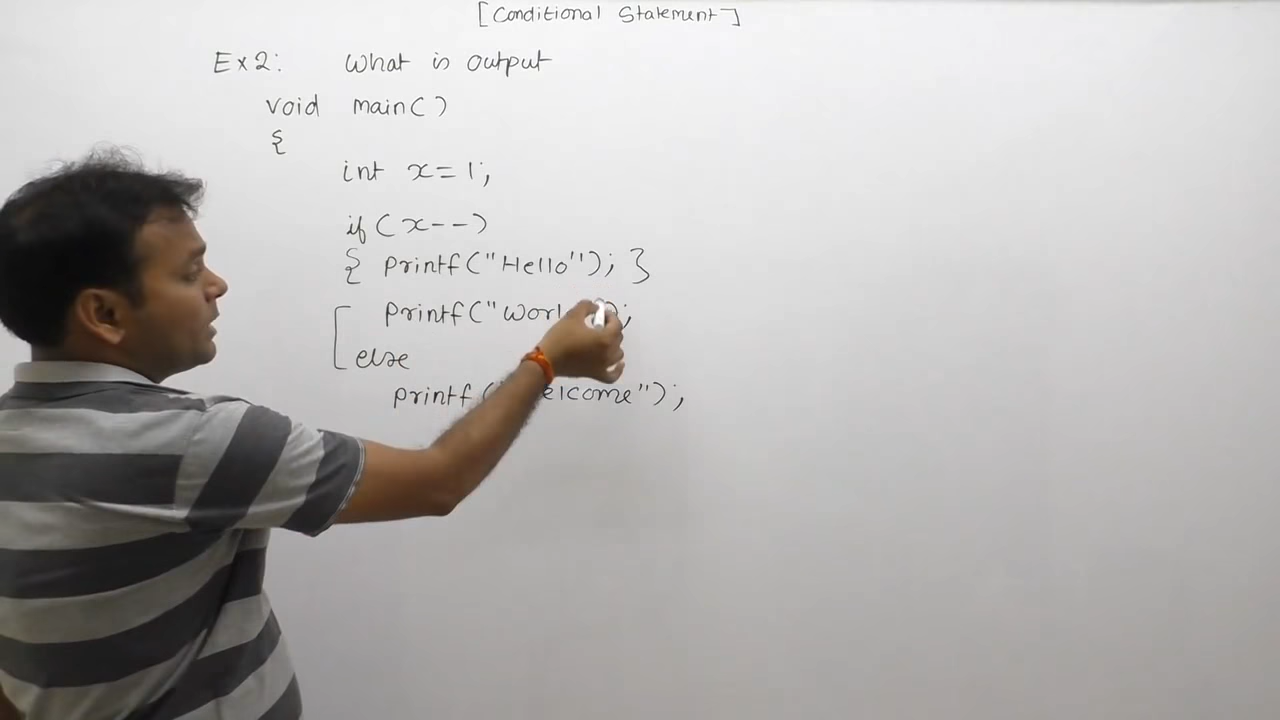 [Conditional Statement]
Ex2: What is output
void main()
{
int x=1;
if(x--)
{ printf("Hello"); }
printf("Worl );
else
printf ("elcome");